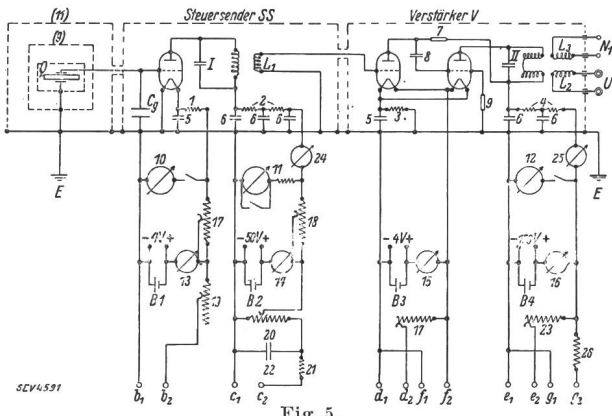 (11) Steuersender SS Verstärker V
(9)
Q I L₁ 7 8 II L₃ N₁
L₂ U
C_g 1 5 6 2 6 6 5 3 9 6 4 6
24 25
E 10 11 12 E
17 18
-4V+ -50V+ -4V+
13 17 15 16
B1 B2 B3 B4
19 17 23
20
22 21 26
SEV4591 b₁ b₂ c₁ c₂ d₁ d₂ f₁ f₂ e₁ e₂ g₁
Fig. 5